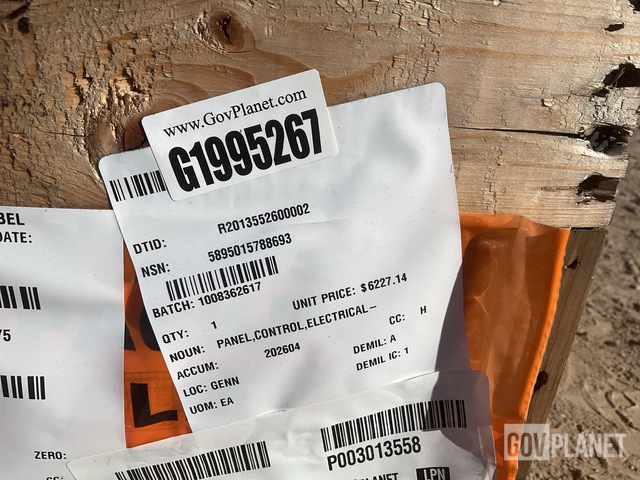 www.GovPlanet.com
G1995267
DTID: R2013552600002
NSN: 5895015788693
BATCH: 1008362617
QTY: 1 UNIT PRICE: $6227.14
NOUN: PANEL,CONTROL,ELECTRICAL-
ACCUM: 202604 CC: H
LOC: GENN DEMIL: A
UOM: EA DEMIL IC: 1
BEL
DATE:
75
ZERO:
P003013558
LPN
GOVPLANET